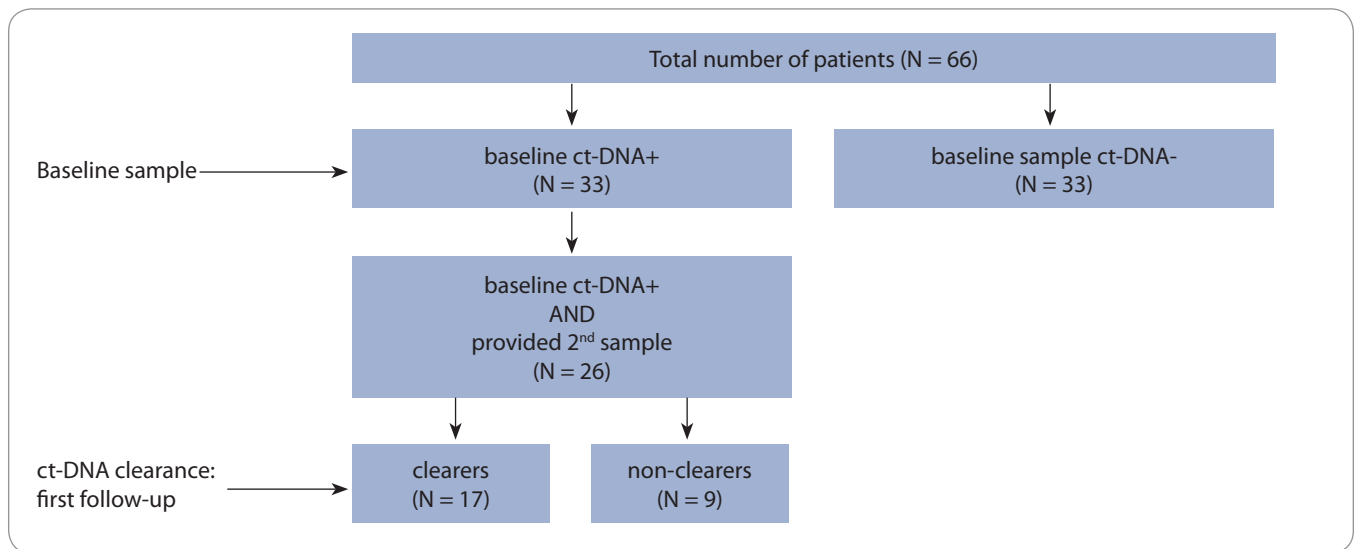 Total number of patients (N = 66)
Baseline sample
baseline ct-DNA+
(N = 33)
baseline sample ct-DNA-
(N = 33)
baseline ct-DNA+
AND
provided 2nd sample
(N = 26)
ct-DNA clearance:
first follow-up
clearers
(N = 17)
non-clearers
(N = 9)